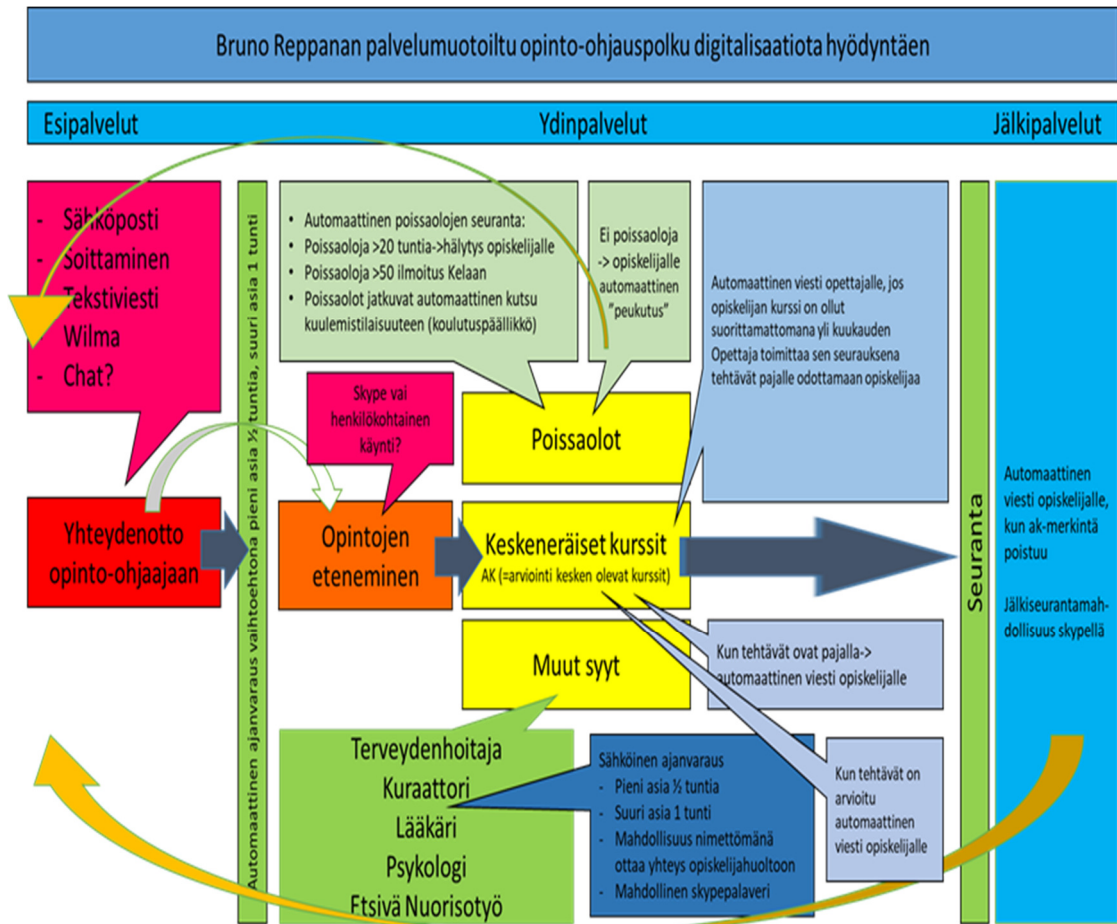 Bruno Reppanan palvelumuotoiltu opinto-ohjauspolku digitalisaatiota hyödyntäen
Esipalvelut
Ydinpalvelut
Jälkipalvelut
- Sähköposti
- Soittaminen
- Tekstiviesti
- Wilma
- Chat?
Yhteydenotto
opinto-ohjaajaan
Automaattinen ajanvaraus vaihtoehtona pieni asia ½ tuntia, suuri asia 1 tunti
• Automaattinen poissaolojen seuranta:
• Poissaoloja >20 tuntia->hälytys opiskelijalle
• Poissaoloja >50 ilmoitus Kelaan
• Poissaolot jatkuvat automaattinen kutsu
kuulemistilaisuuteen (koulutuspäällikkö)
Ei poissaoloja
-> opiskelijalle
automaattinen
"peukutus"
Automaattinen viesti opettajalle, jos
opiskelijan kurssi on ollut
suorittamattomana yli kuukauden
Opettaja toimittaa sen seurauksena
tehtävät pajalle odottamaan opiskelijaa
Skype vai
henkilökohtainen
käynti?
Opintojen
eteneminen
Poissaolot
Keskeneräiset kurssit
AK (=arviointi kesken olevat kurssit)
Muut syyt
Kun tehtävät ovat pajalla->
automaattinen viesti opiskelijalle
Terveydenhoitaja
Kuraattori
Lääkäri
Psykologi
Etsivä Nuorisotyö
Sähköinen ajanvaraus
- Pieni asia ½ tuntia
- Suuri asia 1 tunti
- Mahdollisuus nimettömänä
ottaa yhteys opiskelijahuoltoon
- Mahdollinen skypepalaveri
Kun tehtävät on
arvioitu
automaattinen
viesti opiskelijalle
Seuranta
Automaattinen
viesti opiskelijalle,
kun ak-merkintä
poistuu
Jälkiseurantamah-
dollisuus skypellä